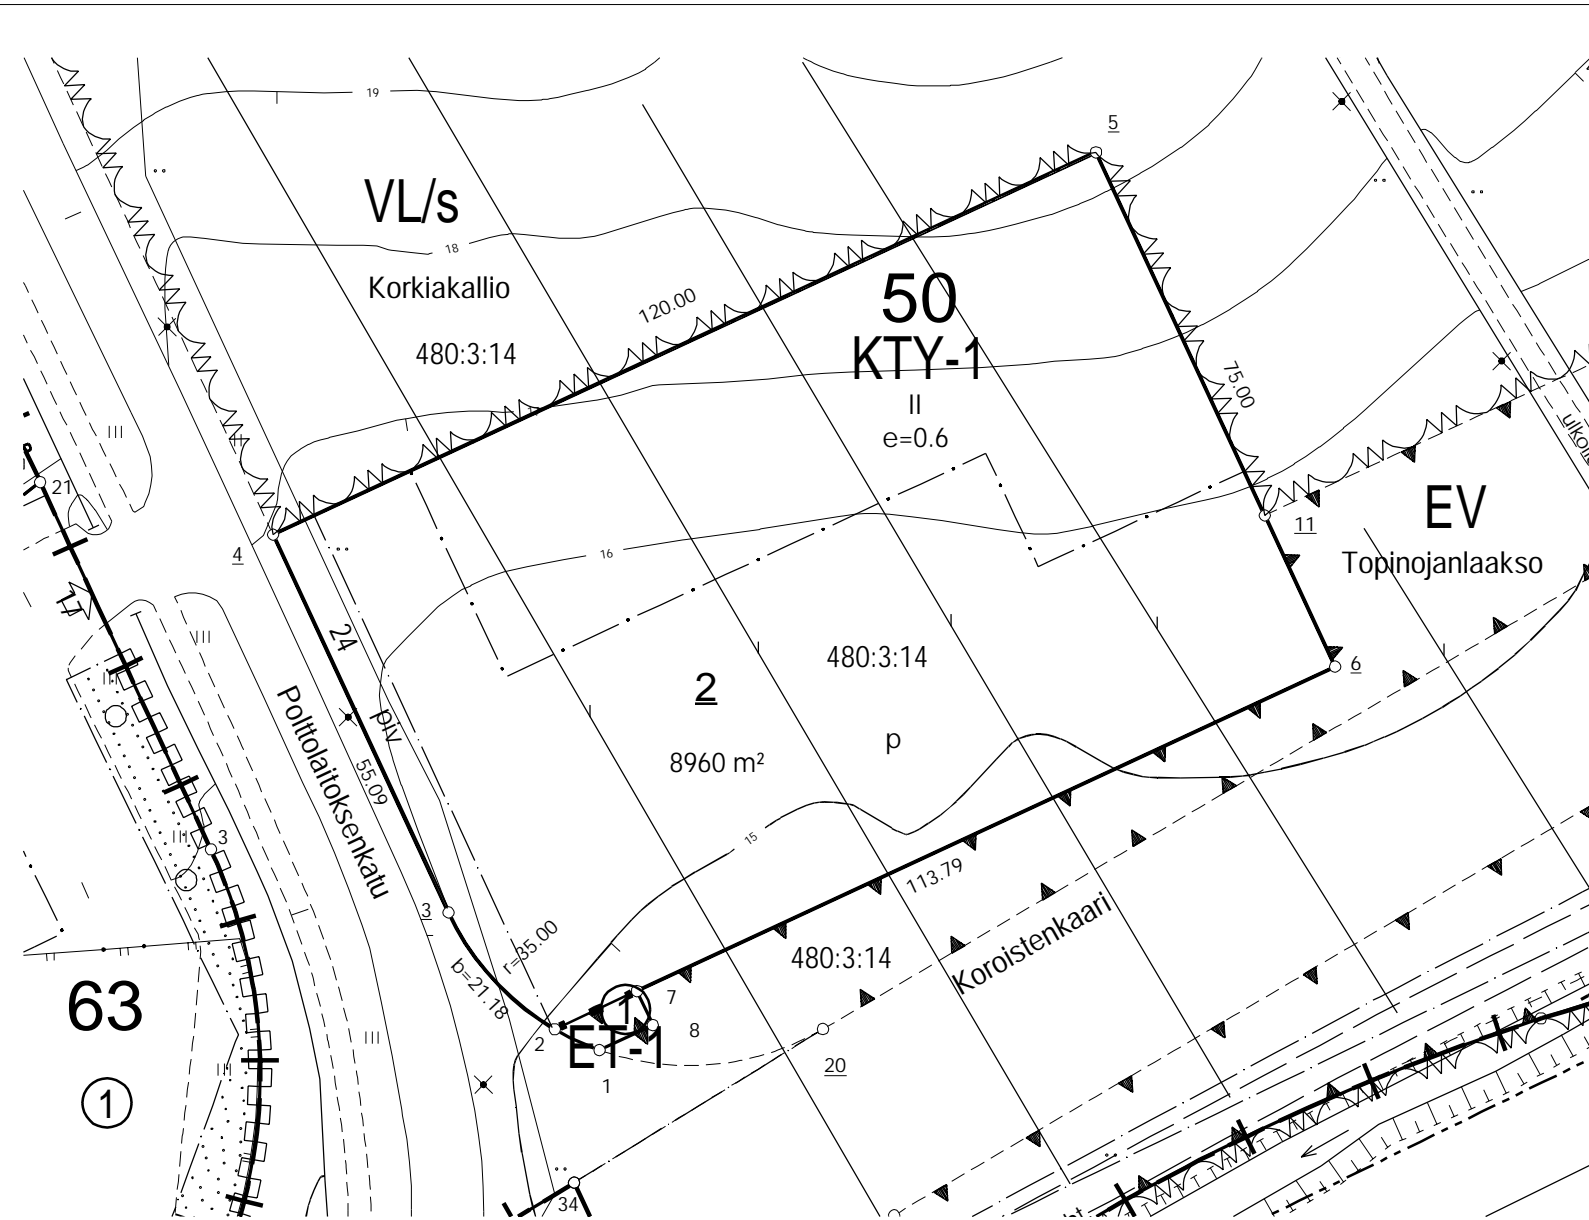 19
5
VL/s
18
Korkiakallio
50
120.00
480:3:14
KTY-1
75.00
II
e=0.6
21
EV
11
4
16
Topinojanlaakso
24
480:3:14
6
2
piv
p
8960 m²
Polttolaitoksenkatu
55.09
3
15
113.79
3
r=35.00
480:3:14
Koroistenkaari
b=21.18
63
7
1
8
2
ET-1
20
1
1
34